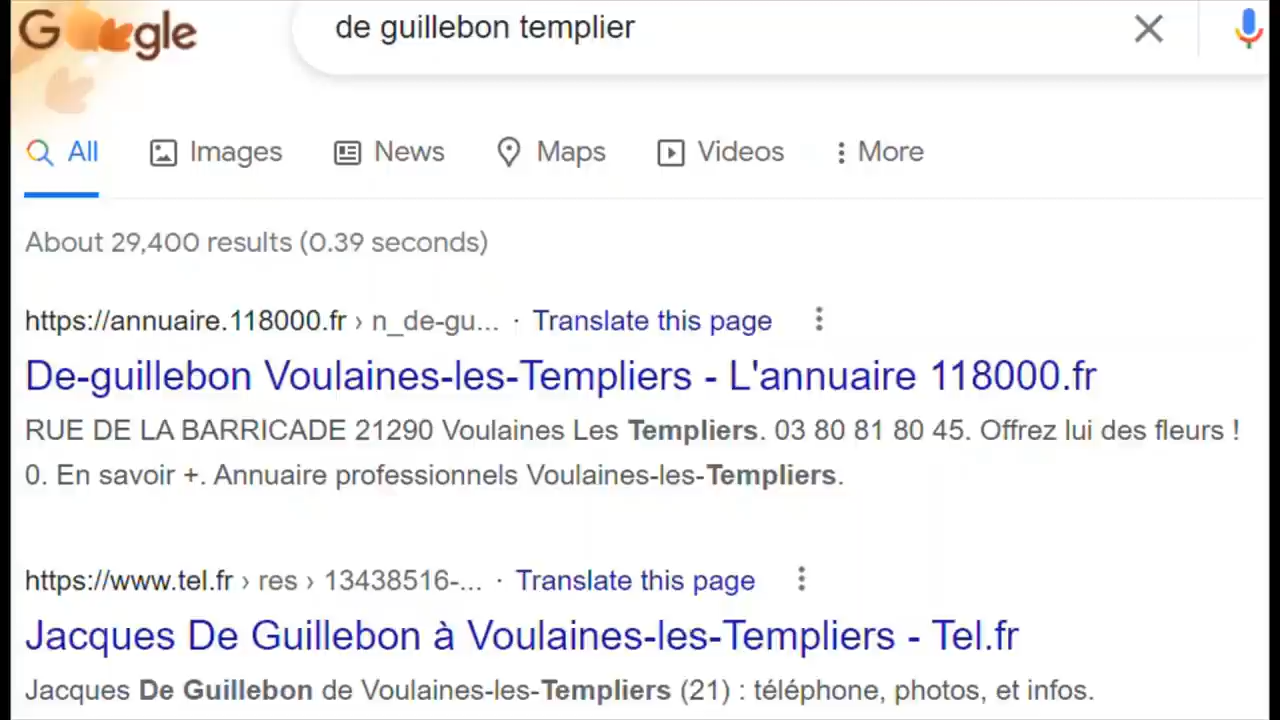 Google
de guillebon templier
All Images News Maps Videos More
About 29,400 results (0.39 seconds)
https://annuaire.118000.fr › n_de-gu... · Translate this page
De-guillebon Voulaines-les-Templiers - L'annuaire 118000.fr
RUE DE LA BARRICADE 21290 Voulaines Les Templiers. 03 80 81 80 45. Offrez lui des fleurs !
0. En savoir +. Annuaire professionnels Voulaines-les-Templiers.
https://www.tel.fr › res › 13438516-... · Translate this page
Jacques De Guillebon à Voulaines-les-Templiers - Tel.fr
Jacques De Guillebon de Voulaines-les-Templiers (21) : téléphone, photos, et infos.